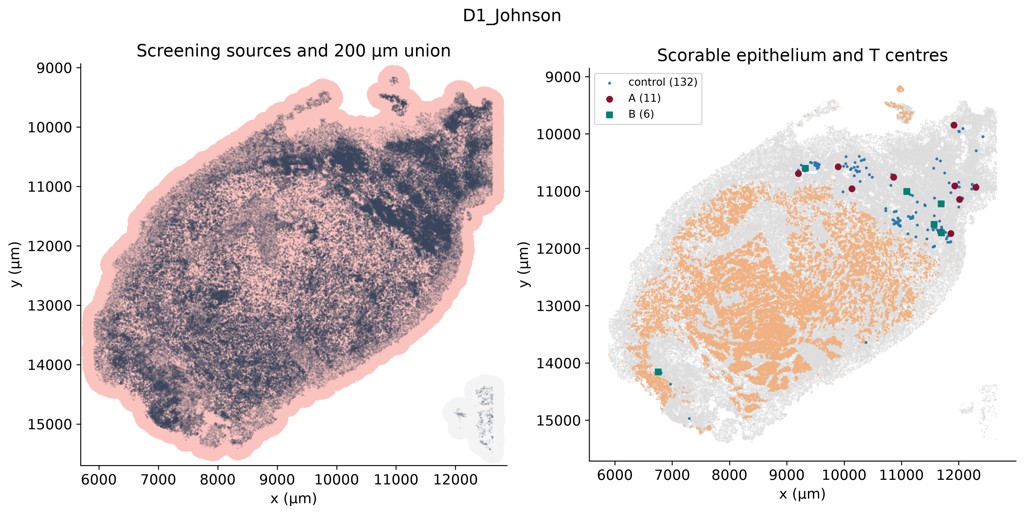 D1_Johnson
Screening sources and 200 µm union
9000
10000
11000
12000
13000
14000
15000
y (µm)
6000 7000 8000 9000 10000 11000 12000
x (µm)
Scorable epithelium and T centres
control (132)
A (11)
B (6)
9000
10000
11000
12000
13000
14000
15000
y (µm)
6000 7000 8000 9000 10000 11000 12000
x (µm)